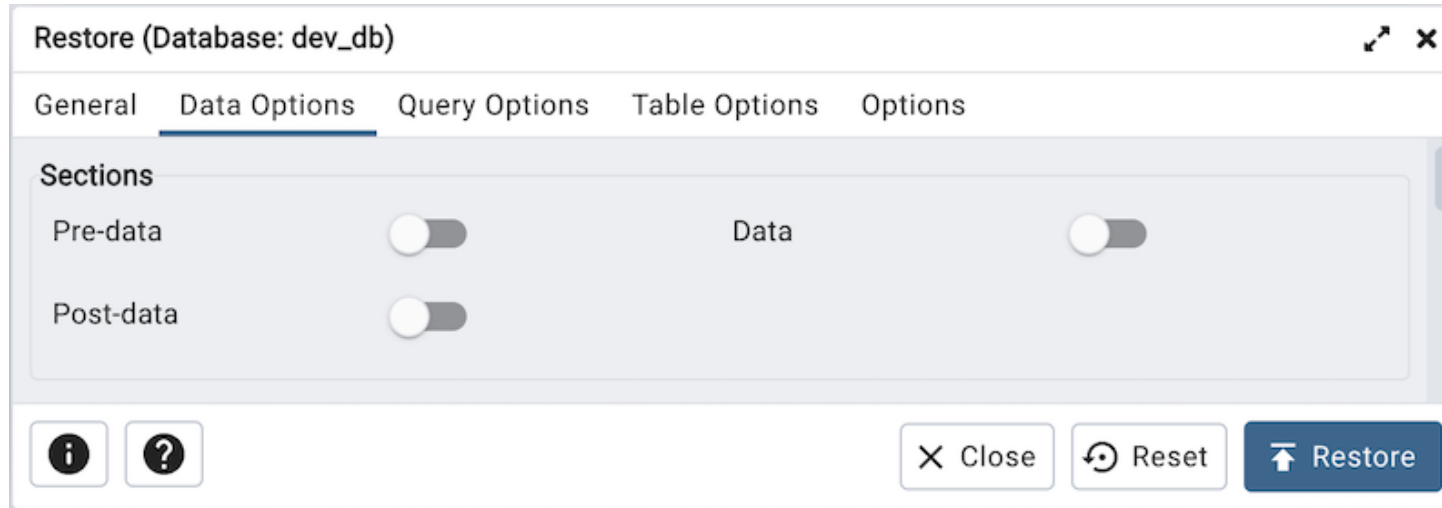 Restore (Database: dev_db)
General Data Options Query Options Table Options Options
Sections
Pre-data Data
Post-data
Close Reset Restore